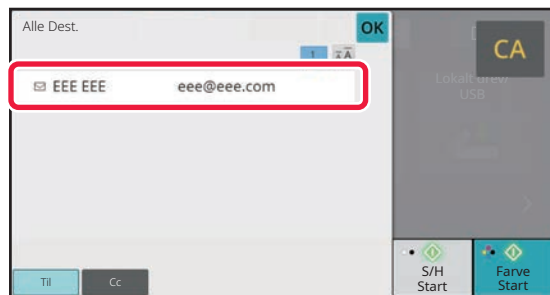 Alle Dest.
OK
1
CA
EEE EEE eee@eee.com
Lokalt drev/
USB
Til
Cc
S/H
Start
Farve
Start